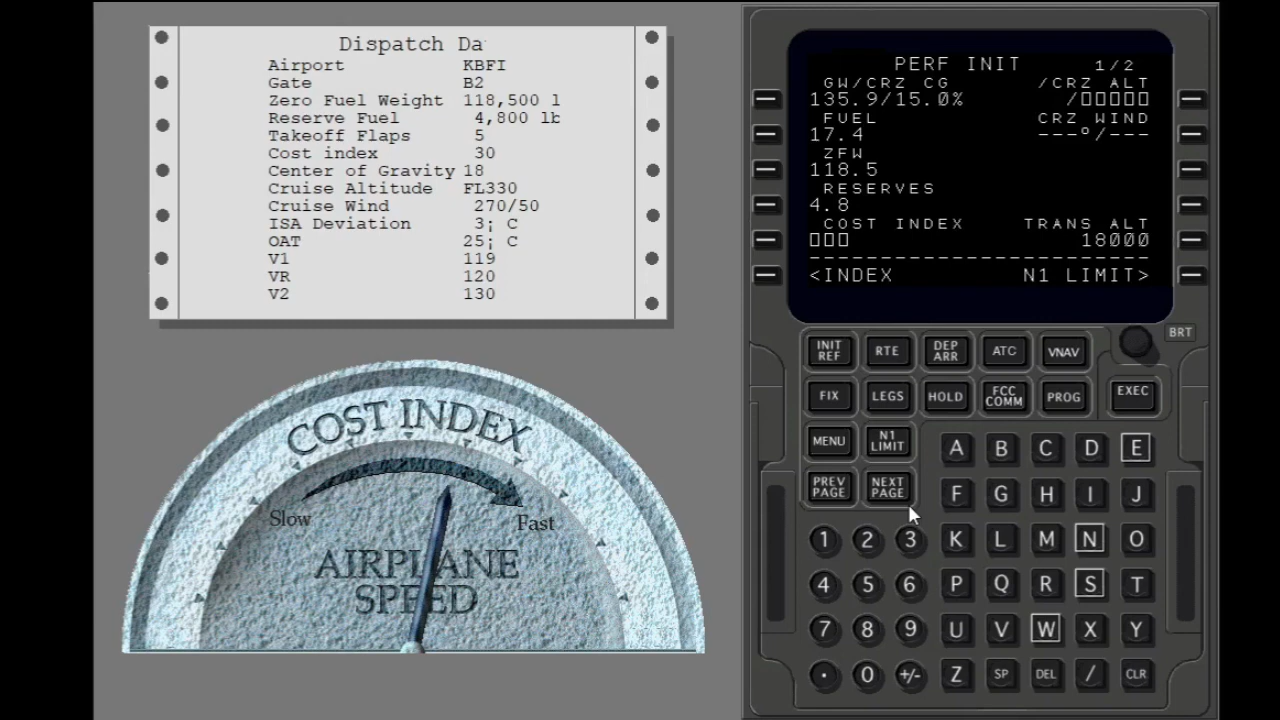 Dispatch Da
Airport KBFI
Gate B2
Zero Fuel Weight 118,500 l
Reserve Fuel 4,800 lb
Takeoff Flaps 5
Cost index 30
Center of Gravity 18
Cruise Altitude FL330
Cruise Wind 270/50
ISA Deviation 3¡ C
OAT 25¡ C
V1 119
VR 120
V2 130
COST INDEX
Slow Fast
AIRPLANE
SPEED
PERF INIT 1/2
GW/CRZ CG /CRZ ALT
135.9/15.0% /□□□□□
FUEL CRZ WIND
17.4 ---°/---
ZFW
118.5
RESERVES
4.8
COST INDEX TRANS ALT
□□□ 18000
------------------------
<INDEX N1 LIMIT>
BRT
INIT REF RTE DEP ARR ATC VNAV
FIX LEGS HOLD FCC COMM PROG EXEC
MENU N1 LIMIT
PREV PAGE NEXT PAGE
A B C D E
F G H I J
1 2 3 K L M N O
4 5 6 P Q R S T
7 8 9 U V W X Y
. 0 +/- Z SP DEL / CLR